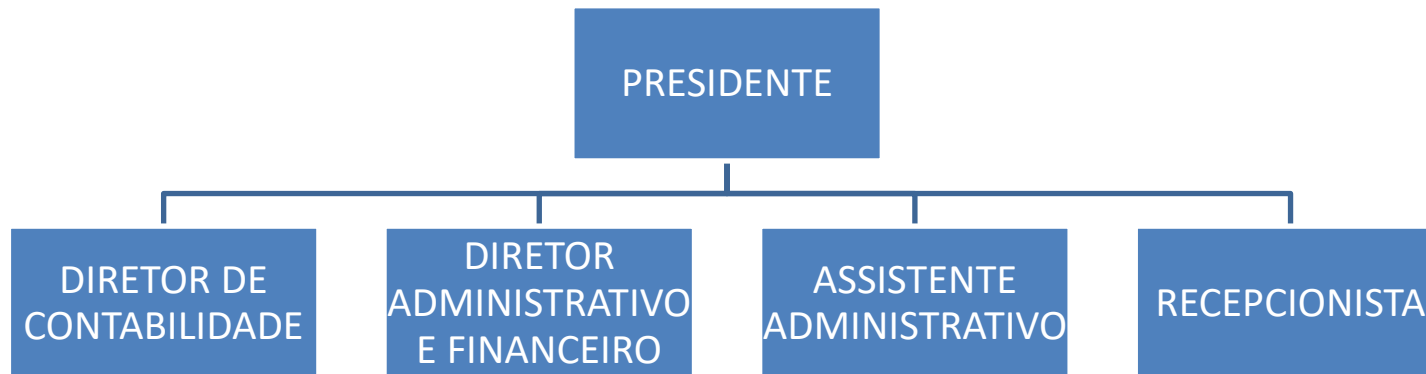 PRESIDENTE
DIRETOR DE
CONTABILIDADE
DIRETOR
ADMINISTRATIVO
E FINANCEIRO
ASSISTENTE
ADMINISTRATIVO
RECEPCIONISTA